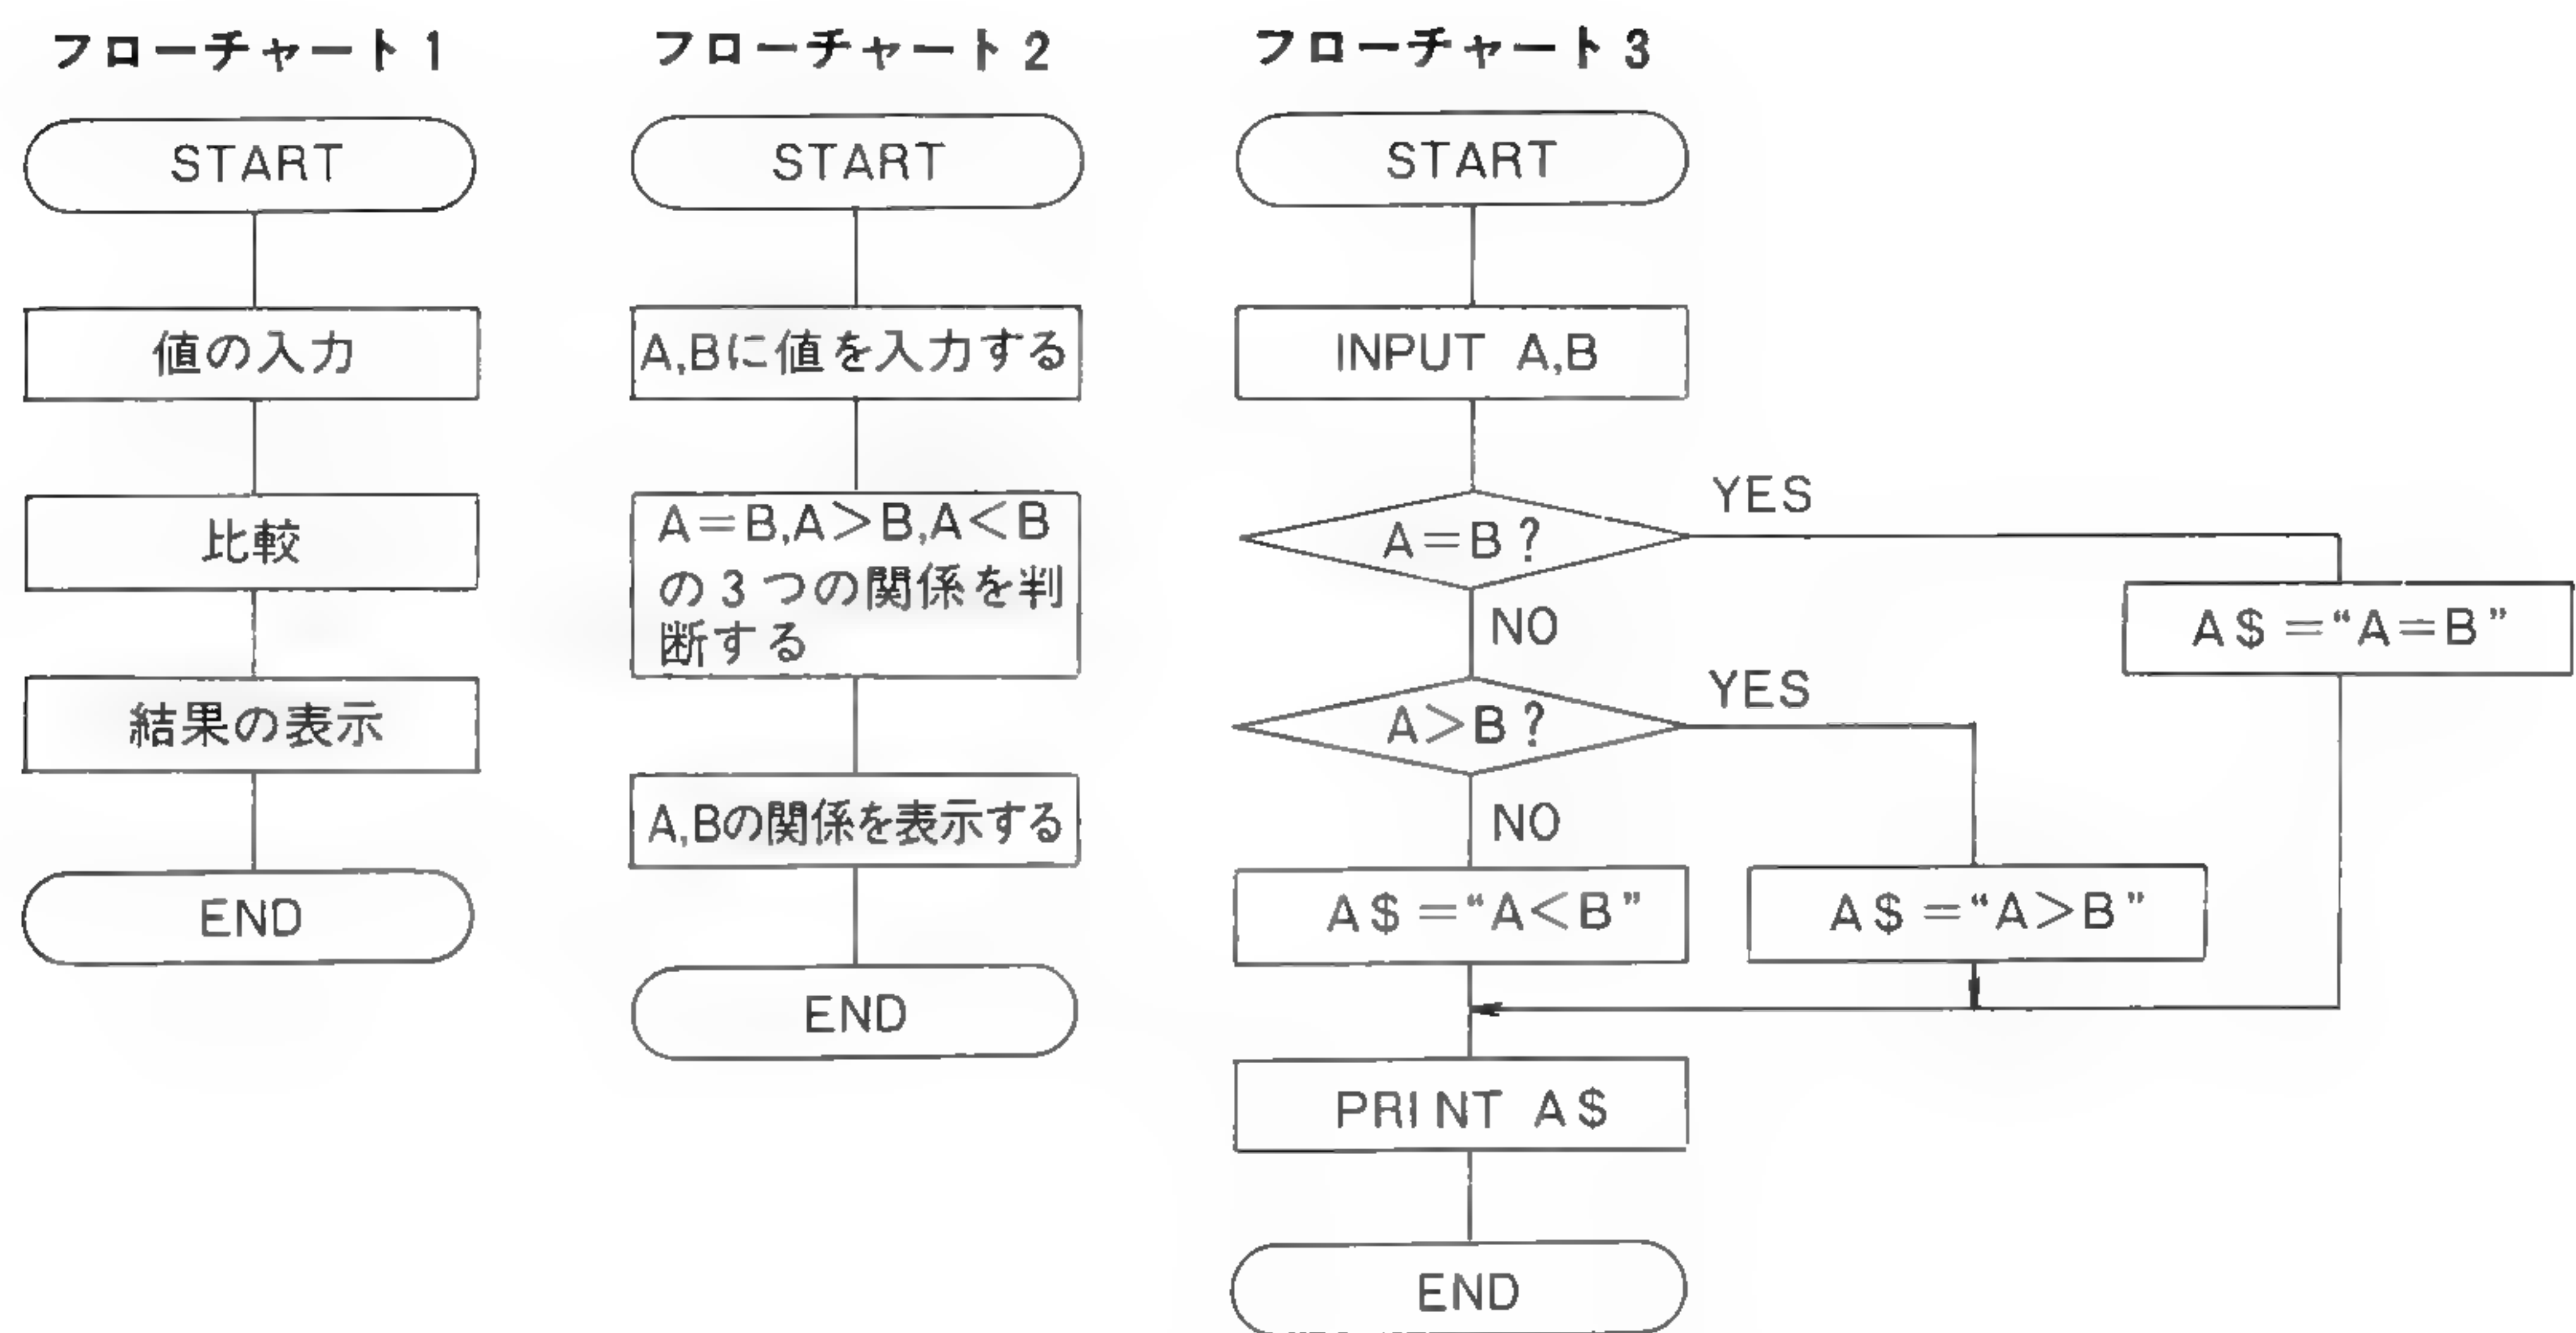 フローチャート1
START
値の入力
比較
結果の表示
END
フローチャート2
START
A,Bに値を入力する
A=B,A>B,A<B
の3つの関係を判
断する
A,Bの関係を表示する
END
フローチャート3
START
INPUT A,B
A=B?
YES
A$="A=B"
NO
A>B?
YES
NO
A$="A<B"
A$="A>B"
PRINT A$
END